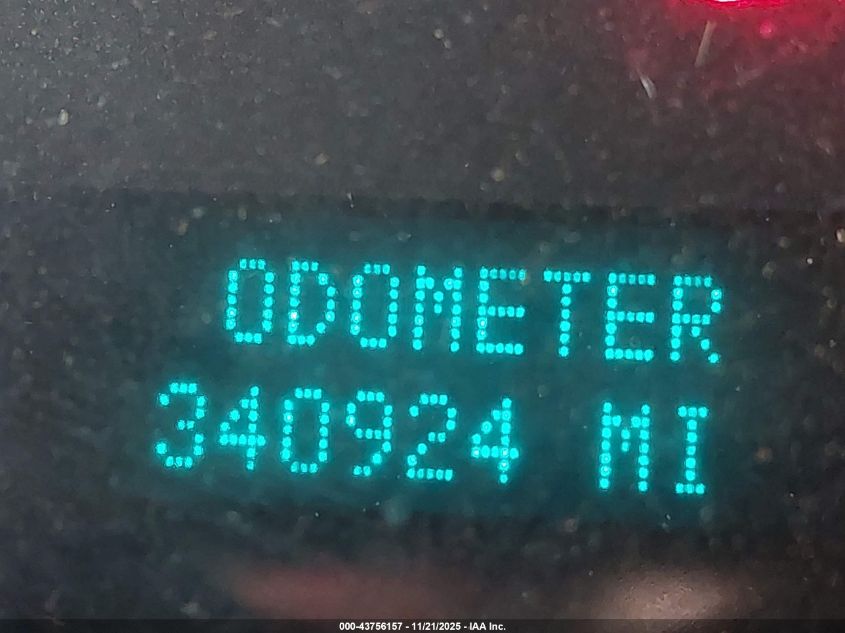 ODOMETER
340924 MI
000-43756157 - 11/21/2025 - IAA Inc.